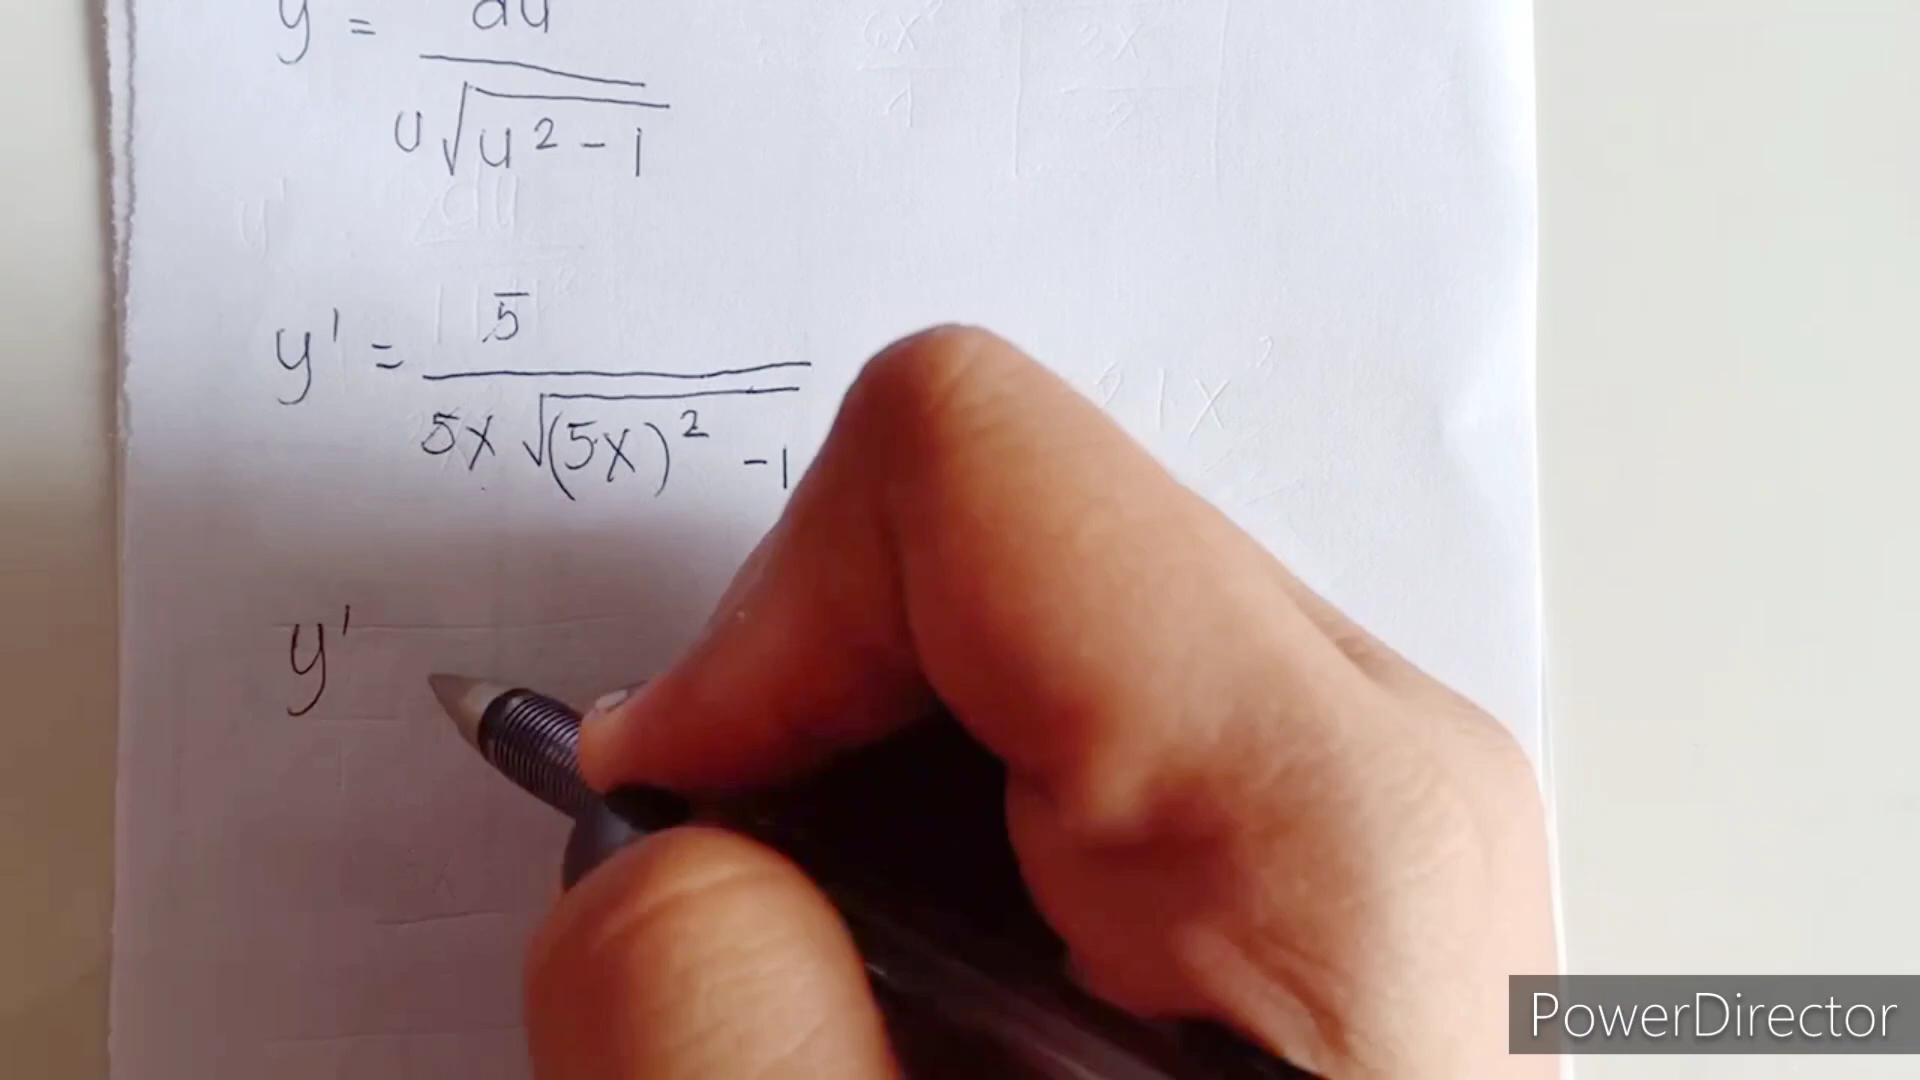 y = du
u√u² - 1
y' = 5
5x √(5x)² - 1
y'
PowerDirector